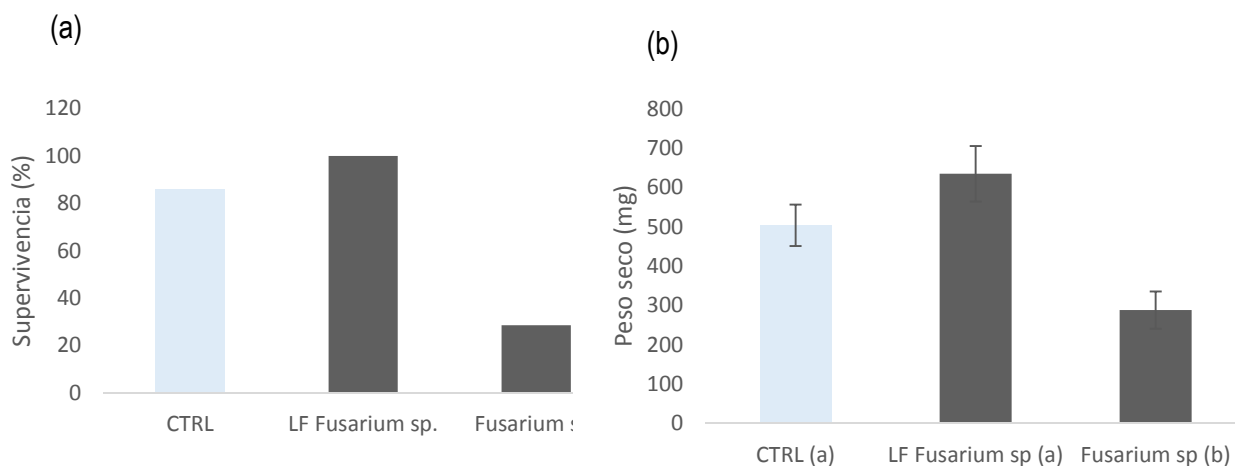 (a)
Supervivencia (%)
120
100
80
60
40
20
0
CTRL
LF Fusarium sp.
Fusarium
(b)
Peso seco (mg)
800
700
600
500
400
300
200
100
0
CTRL (a)
LF Fusarium sp (a)
Fusarium sp (b)